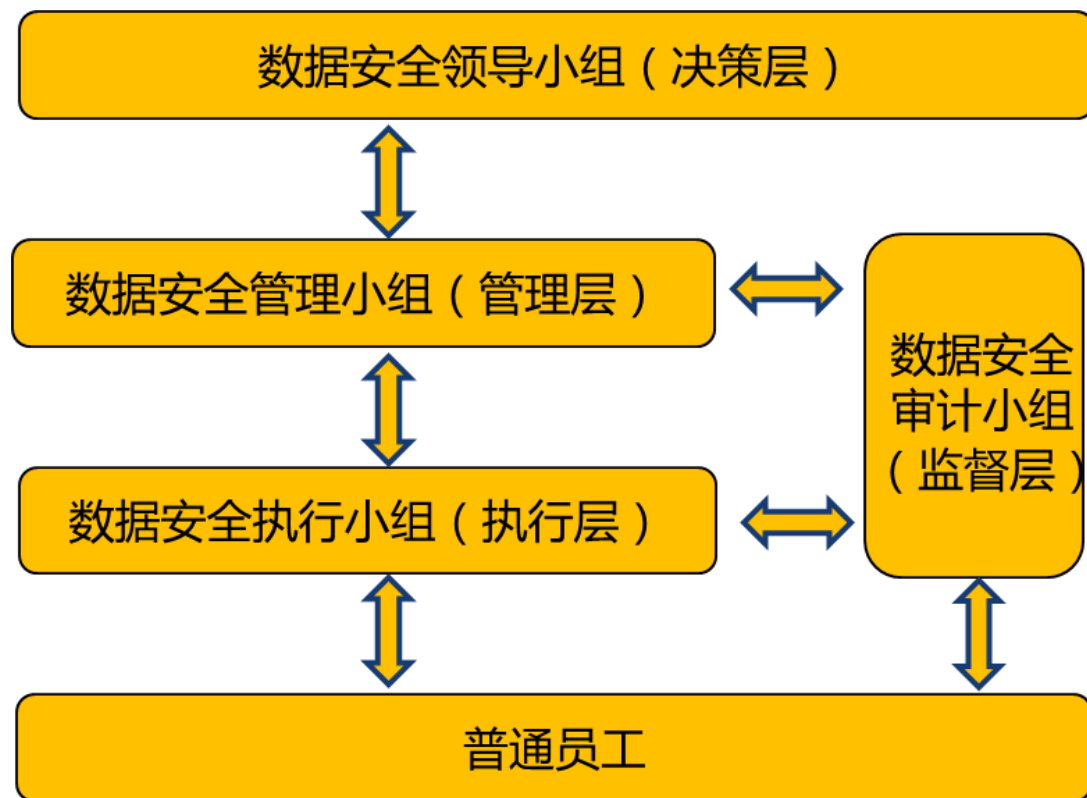 数据安全领导小组（决策层）
数据安全管理小组（管理层）
数据安全
审计小组
（监督层）
数据安全执行小组（执行层）
普通员工